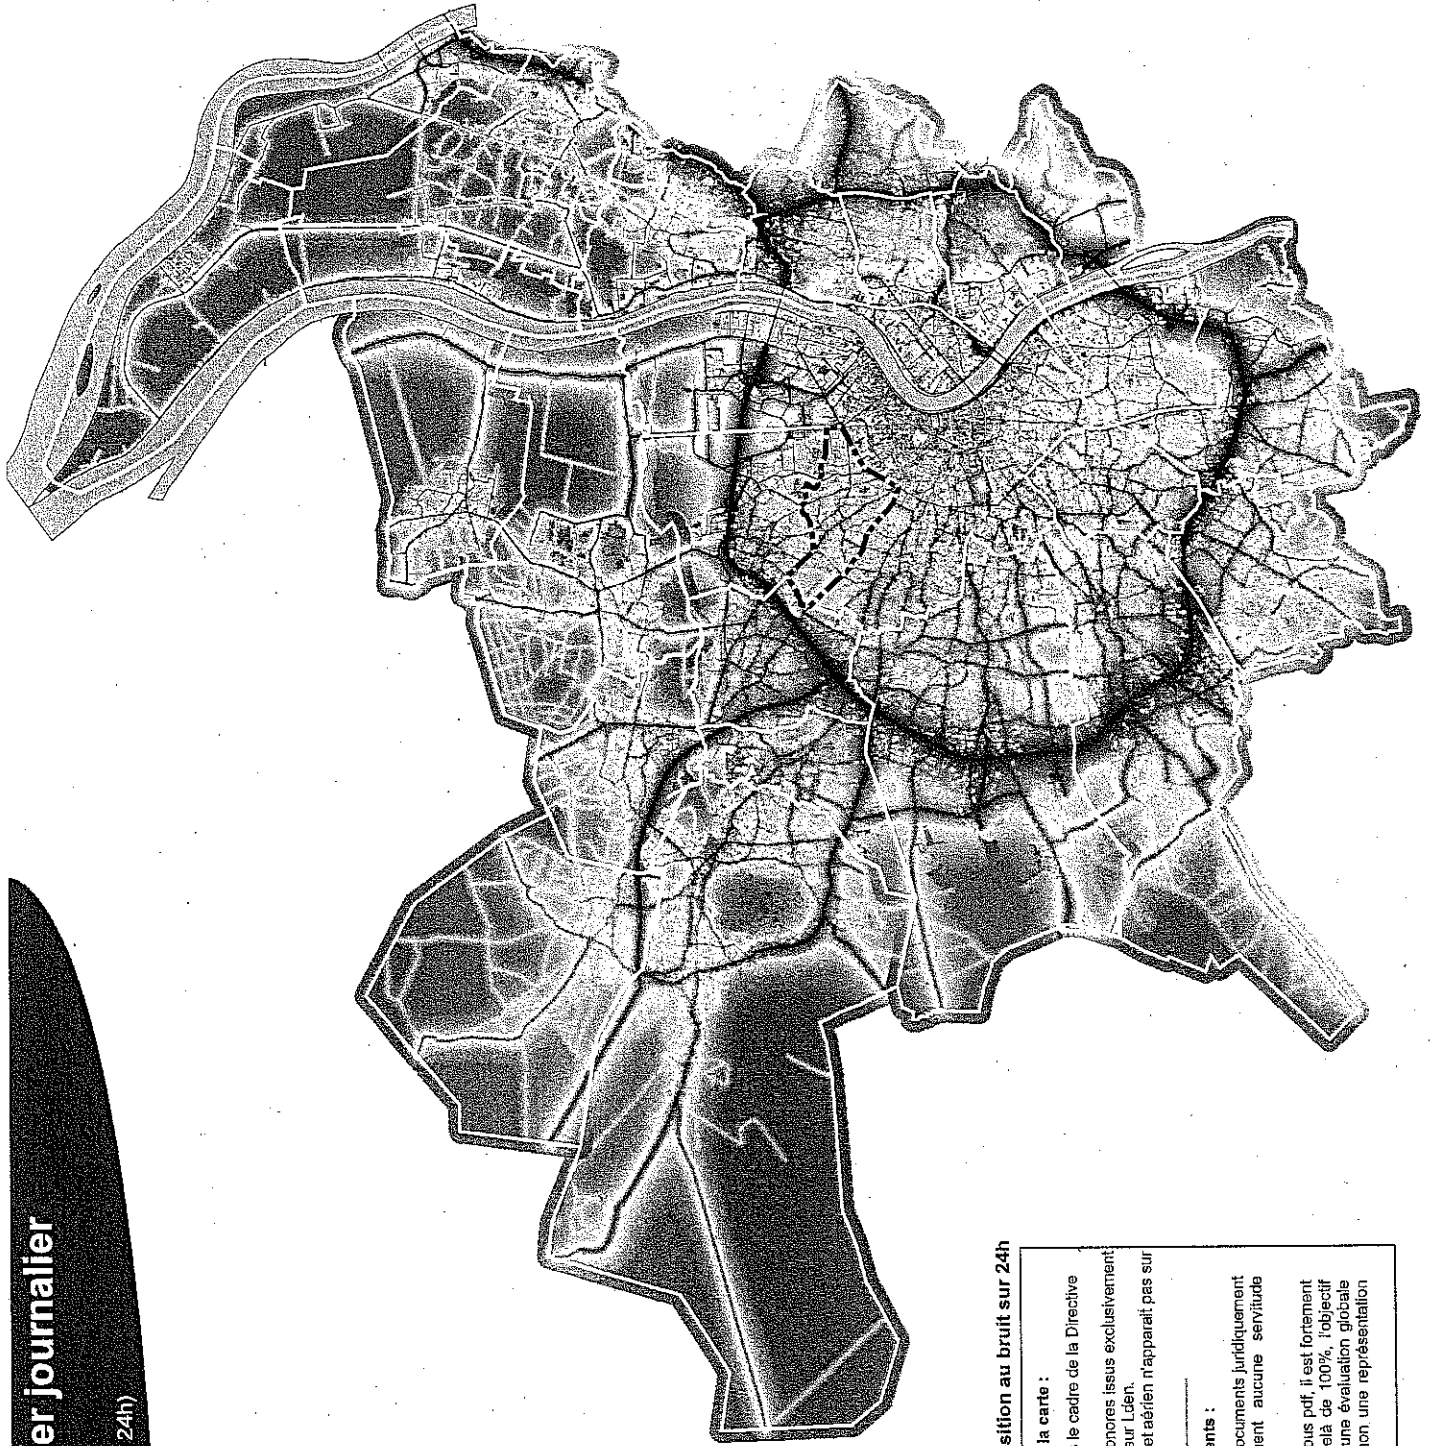 er journalier
24h)
sition au bruit sur 24h
la carte :
le cadre de la Directive
onores issus exclusivement
eur Lden.
et aérien n'apparait pas sur
ents :
ocuments juridiquement
ment aucune servitude
ous pdf, il est fortement
elà de 100%, l'objectif
une évaluation globale
ion une représentation